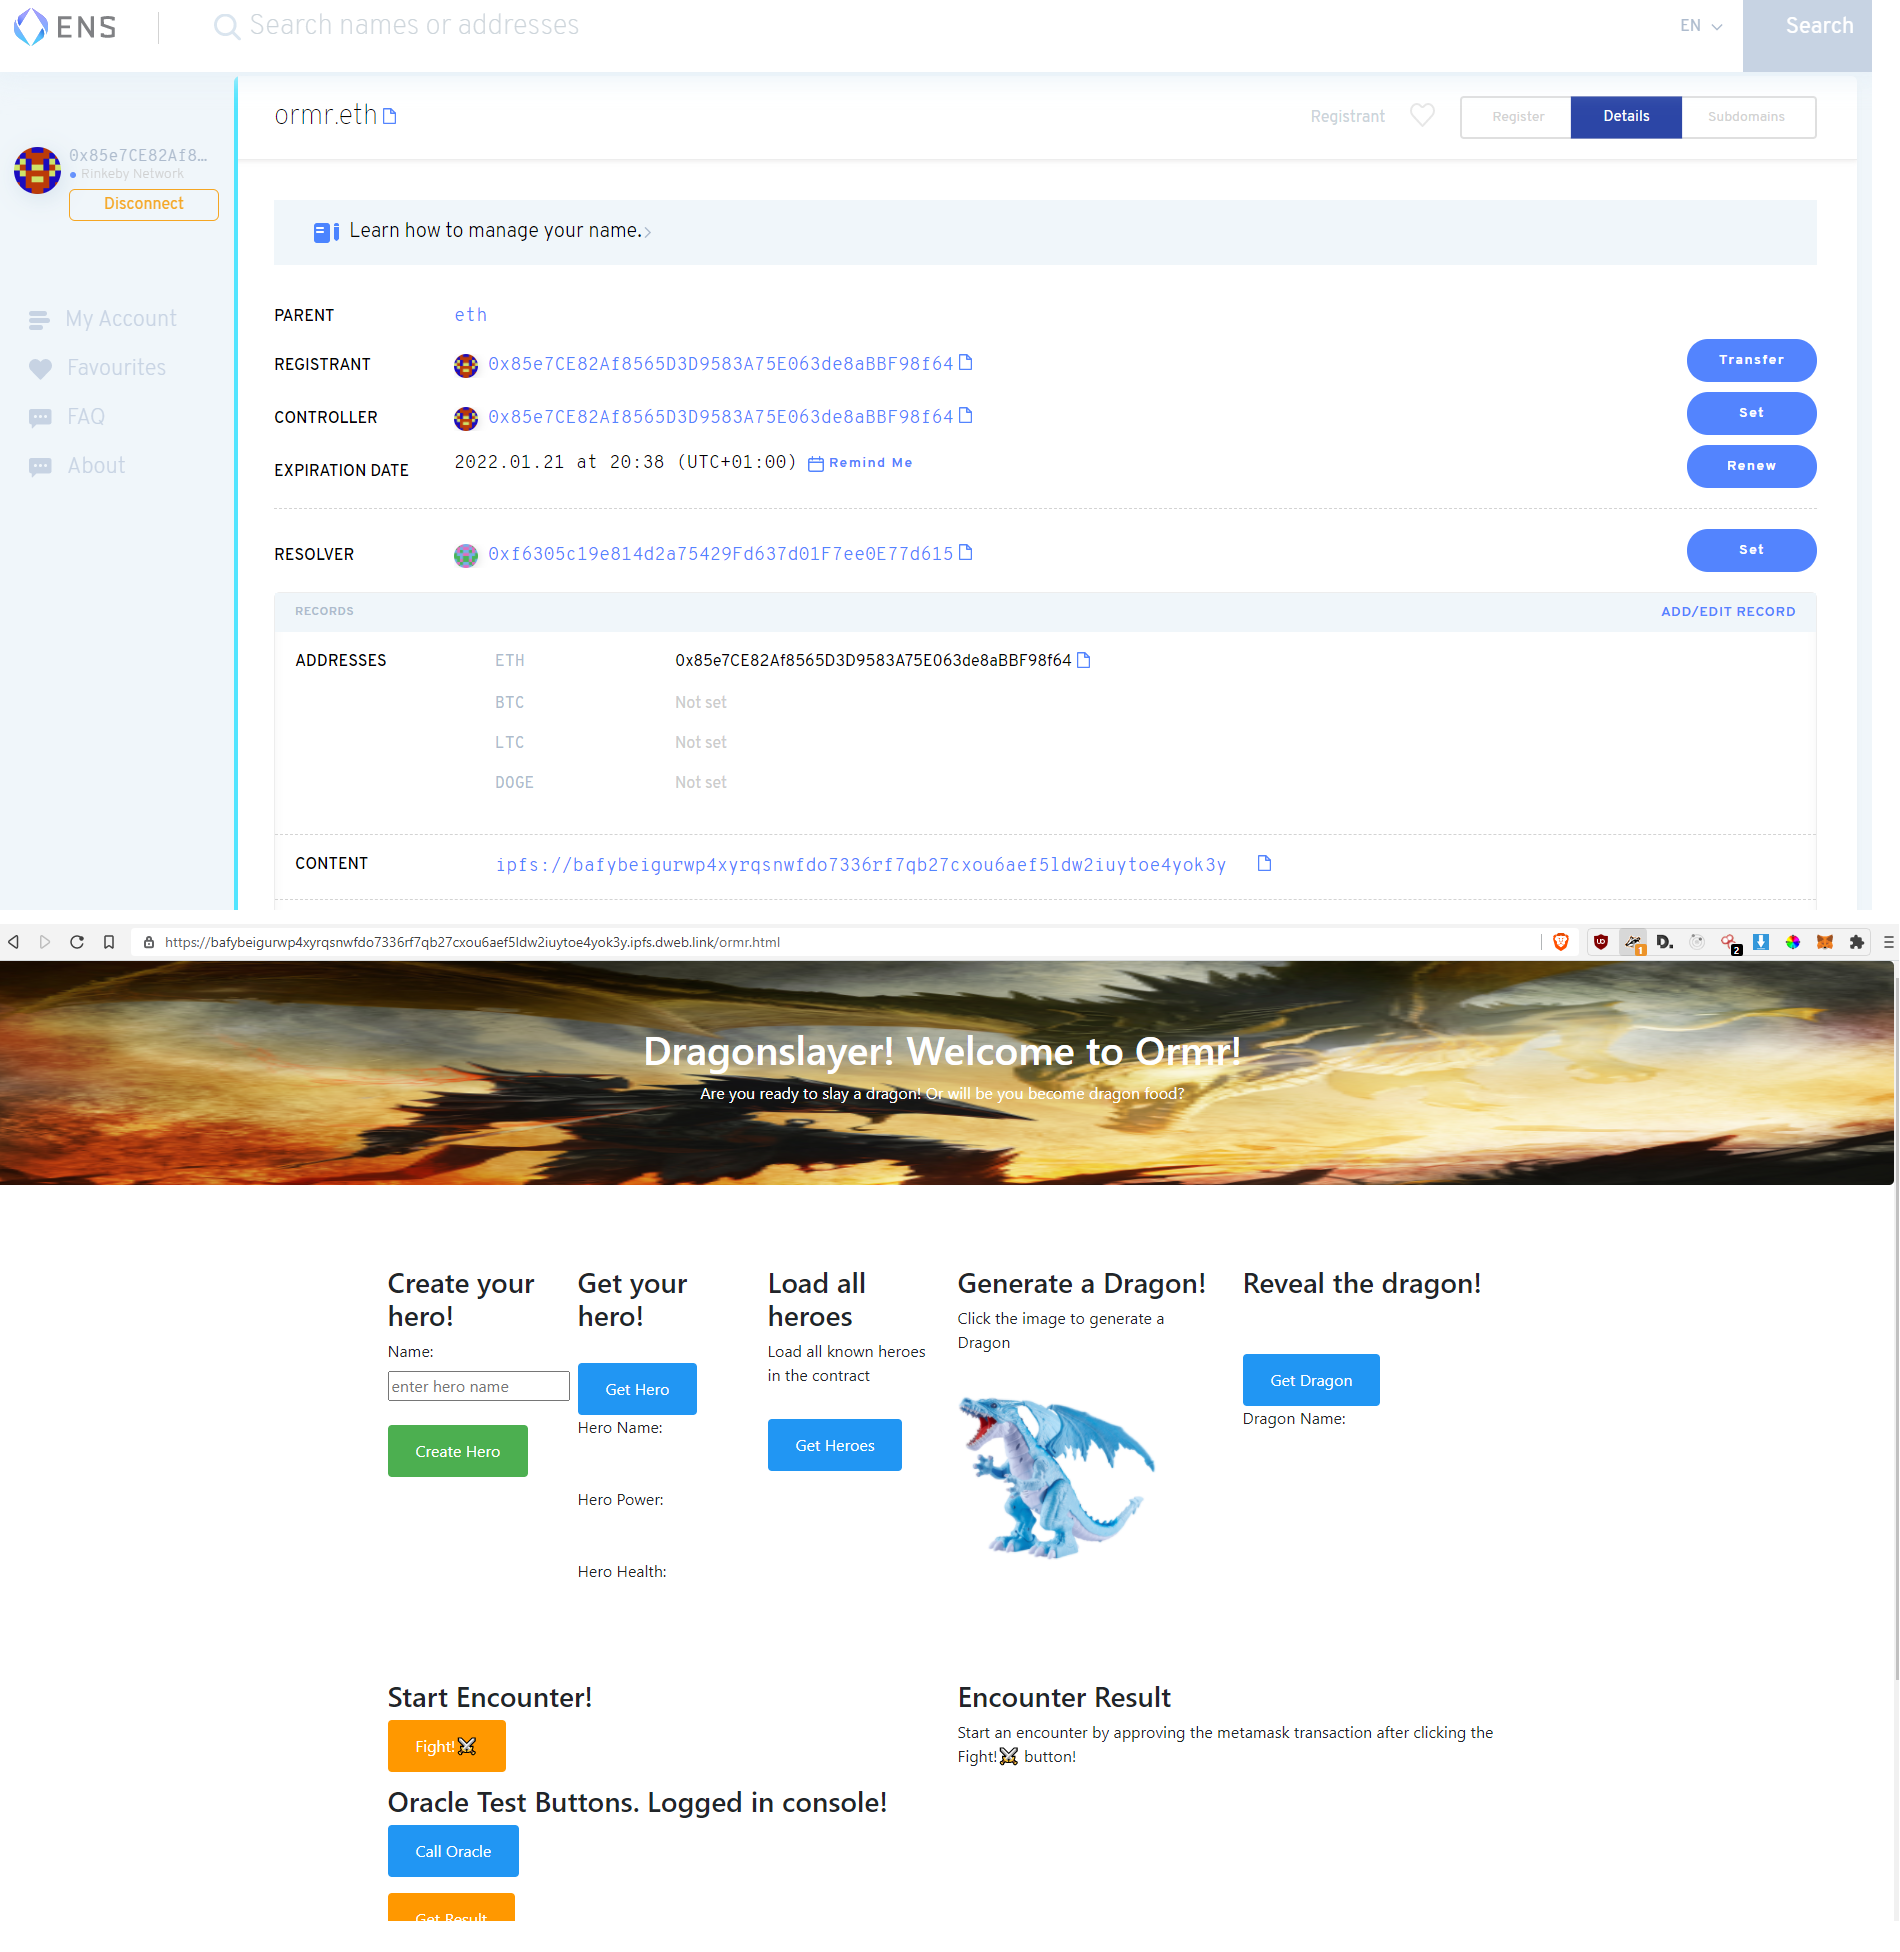 ENS
Search names or addresses
EN
Search
ormr.eth
Registrant
Register
Details
Subdomains
0x85e7CE82Af8...
Rinkeby Network
Disconnect
My Account
Favourites
FAQ
About
Learn how to manage your name.
PARENT
eth
REGISTRANT
0x85e7CE82Af8565D3D9583A75E063de8aBBF98f64
Transfer
CONTROLLER
0x85e7CE82Af8565D3D9583A75E063de8aBBF98f64
Set
EXPIRATION DATE
2022.01.21 at 20:38 (UTC+01:00)
Remind Me
Renew
RESOLVER
0xf6305c19e814d2a75429Fd637d01F7ee0E77d615
Set
RECORDS
ADD/EDIT RECORD
ADDRESSES
ETH
0x85e7CE82Af8565D3D9583A75E063de8aBBF98f64
BTC
Not set
LTC
Not set
DOGE
Not set
CONTENT
ipfs://bafybeigurwp4xyrqsnwfdo7336rf7qb27cxou6aef5ldw2iuytoe4yok3y
https://bafybeigurwp4xyrqsnwfdo7336rf7qb27cxou6aef5ldw2iuytoe4yok3y.ipfs.dweb.link/ormr.html
1
D.
2
Dragonslayer! Welcome to Ormr!
Are you ready to slay a dragon! Or will be you become dragon food?
Create your
hero!
Name:
enter hero name
Create Hero
Get your
hero!
Get Hero
Hero Name:
Hero Power:
Hero Health:
Load all
heroes
Load all known heroes
in the contract
Get Heroes
Generate a Dragon!
Click the image to generate a
Dragon
Reveal the dragon!
Get Dragon
Dragon Name:
Start Encounter!
Fight!⚔
Encounter Result
Start an encounter by approving the metamask transaction after clicking the
Fight!⚔ button!
Oracle Test Buttons. Logged in console!
Call Oracle
Get Result